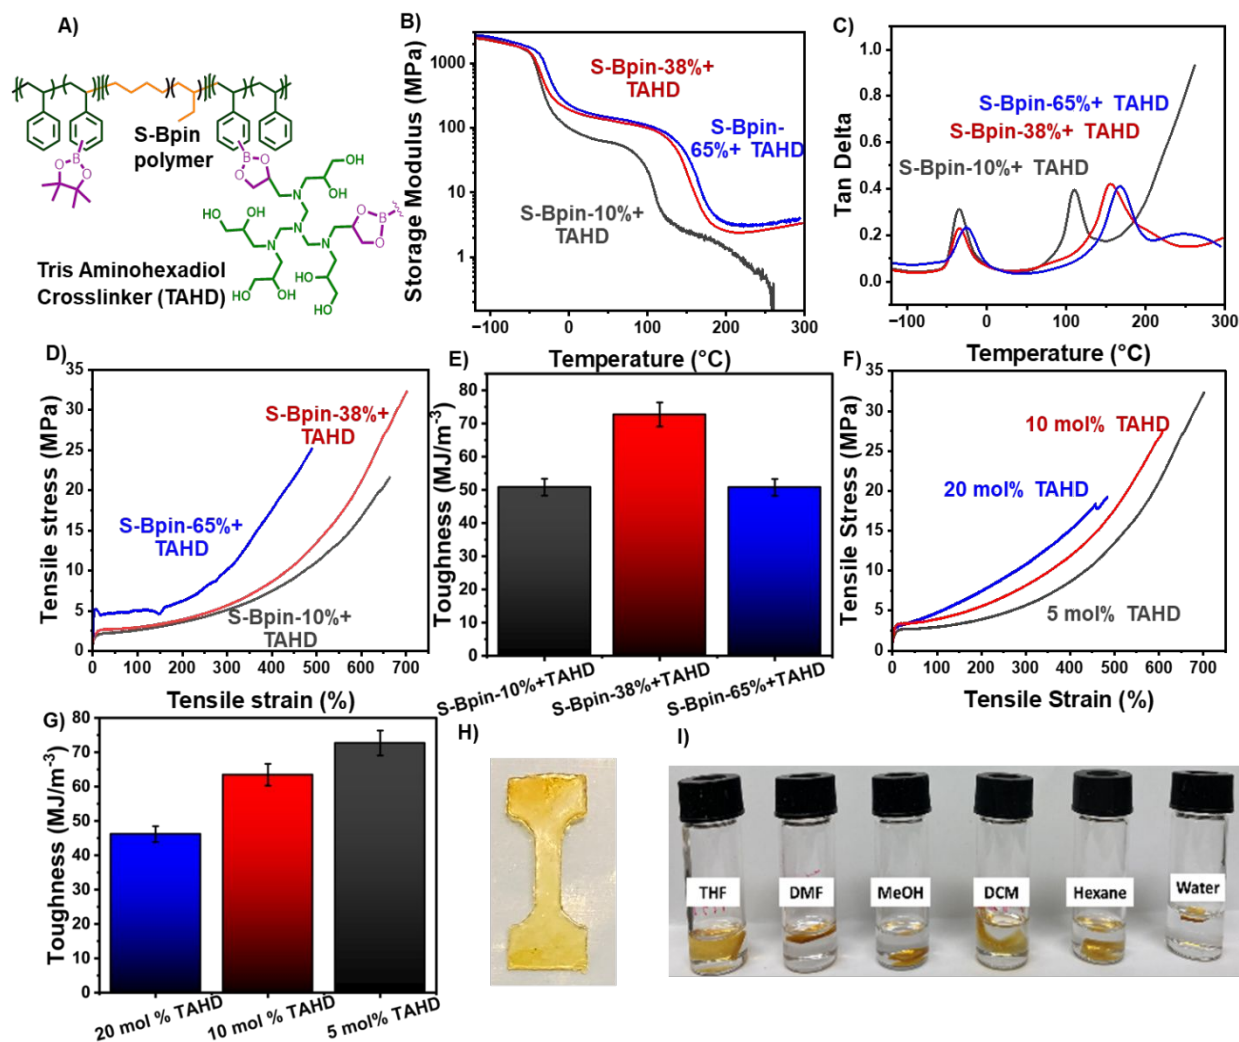 A)
S-Bpin
polymer
B
O
O
B
O
O
N
OH
OH
HO
HO
N
N
N
O
B
O
HO
OH
OH
HO
OH
HO
Tris Aminohexadiol
Crosslinker (TAHD)
B)
Storage Modulus (MPa)
1000
100
10
1
S-Bpin-38%+
TAHD
S-Bpin-
65%+ TAHD
S-Bpin-10%+
TAHD
−100
0
100
200
300
Temperature (°C)
C)
Tan Delta
1.0
0.8
0.6
0.4
0.2
0.0
S-Bpin-65%+ TAHD
S-Bpin-38%+ TAHD
S-Bpin-10%+ TAHD
−100
0
100
200
300
Temperature (°C)
D)
Tensile stress (MPa)
35
30
25
20
15
10
5
0
S-Bpin-38%+
TAHD
S-Bpin-65%+
TAHD
S-Bpin-10%+
TAHD
0 100 200 300 400 500 600 700
Tensile strain (%)
E)
Toughness (MJ/m-3)
80
70
60
50
40
30
20
10
0
S-Bpin-10%+TAHD
S-Bpin-38%+TAHD
S-Bpin-65%+TAHD
F)
Tensile Stress (MPa)
35
30
25
20
15
10
5
0
10 mol% TAHD
20 mol% TAHD
5 mol% TAHD
0 100 200 300 400 500 600 700
Tensile Strain (%)
G)
Toughness (MJ/m-3)
80
70
60
50
40
30
20
10
0
20 mol % TAHD
10 mol % TAHD
5 mol% TAHD
H)
I)
THF
DMF
MeOH
DCM
Hexane
Water